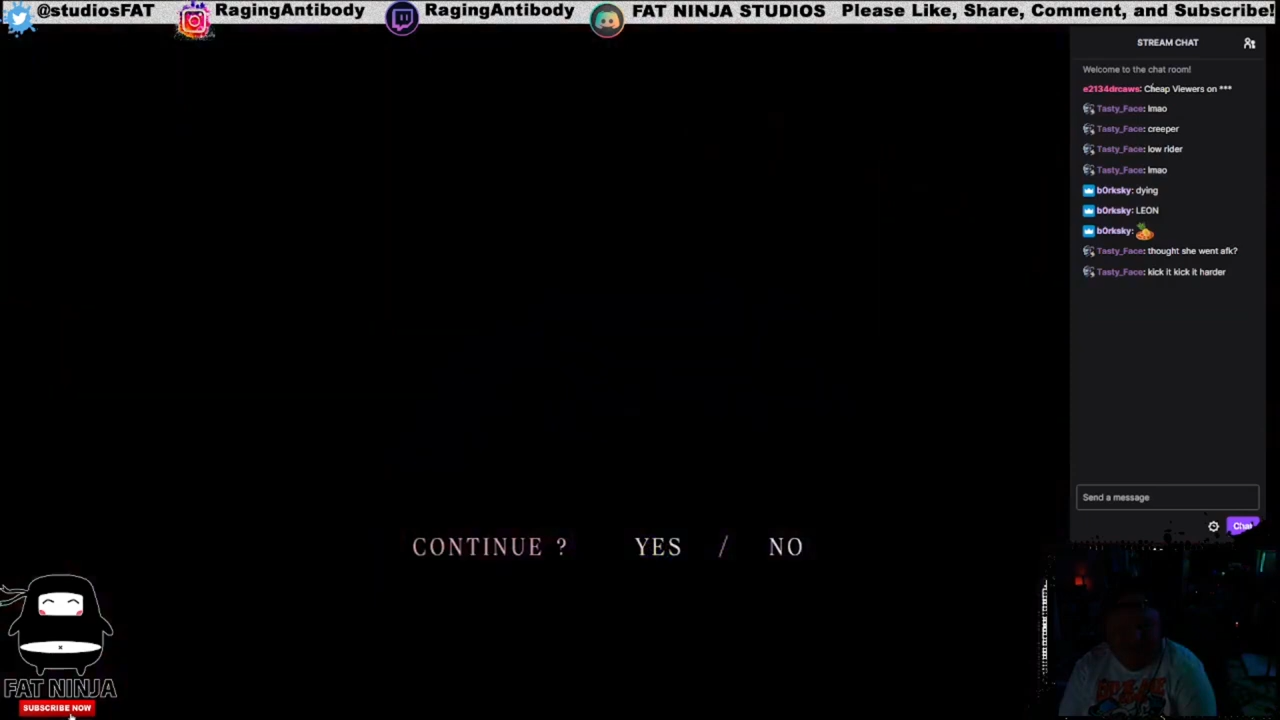 @studiosFAT RagingAntibody RagingAntibody FAT NINJA STUDIOS Please Like, Share, Comment, and Subscribe!
STREAM CHAT
Welcome to the chat room!
e2134drcaws: Cheap Viewers on ***
Tasty_Face: lmao
Tasty_Face: creeper
Tasty_Face: low rider
Tasty_Face: lmao
b0rksky: dying
b0rksky: LEON
b0rksky:
Tasty_Face: thought she went afk?
Tasty_Face: kick it kick it harder
Send a message
Chat
CONTINUE ? YES / NO
FAT NINJA
SUBSCRIBE NOW